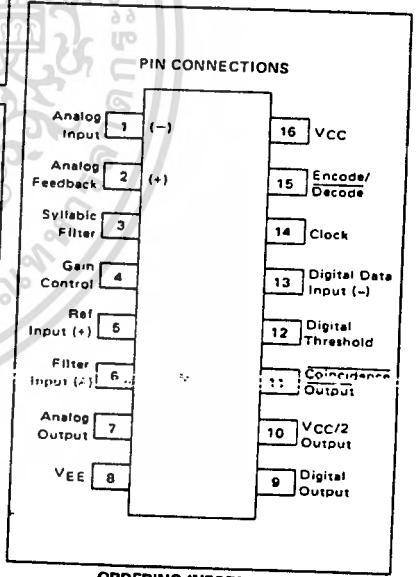 PIN CONNECTIONS
Analog
Input 1 (−)
Analog
Feedback 2 (+)
Syllabic
Filter 3
Gain
Control 4
Ref
Input (+) 5
Filter
Input 6
Analog
Output 7
VEE 8
16 VCC
15 Encode/
Decode
14 Clock
13 Digital Data
Input (−)
12 Digital
Threshold
11 Coincidence
Output
10 VCC/2
Output
9 Digital
Output